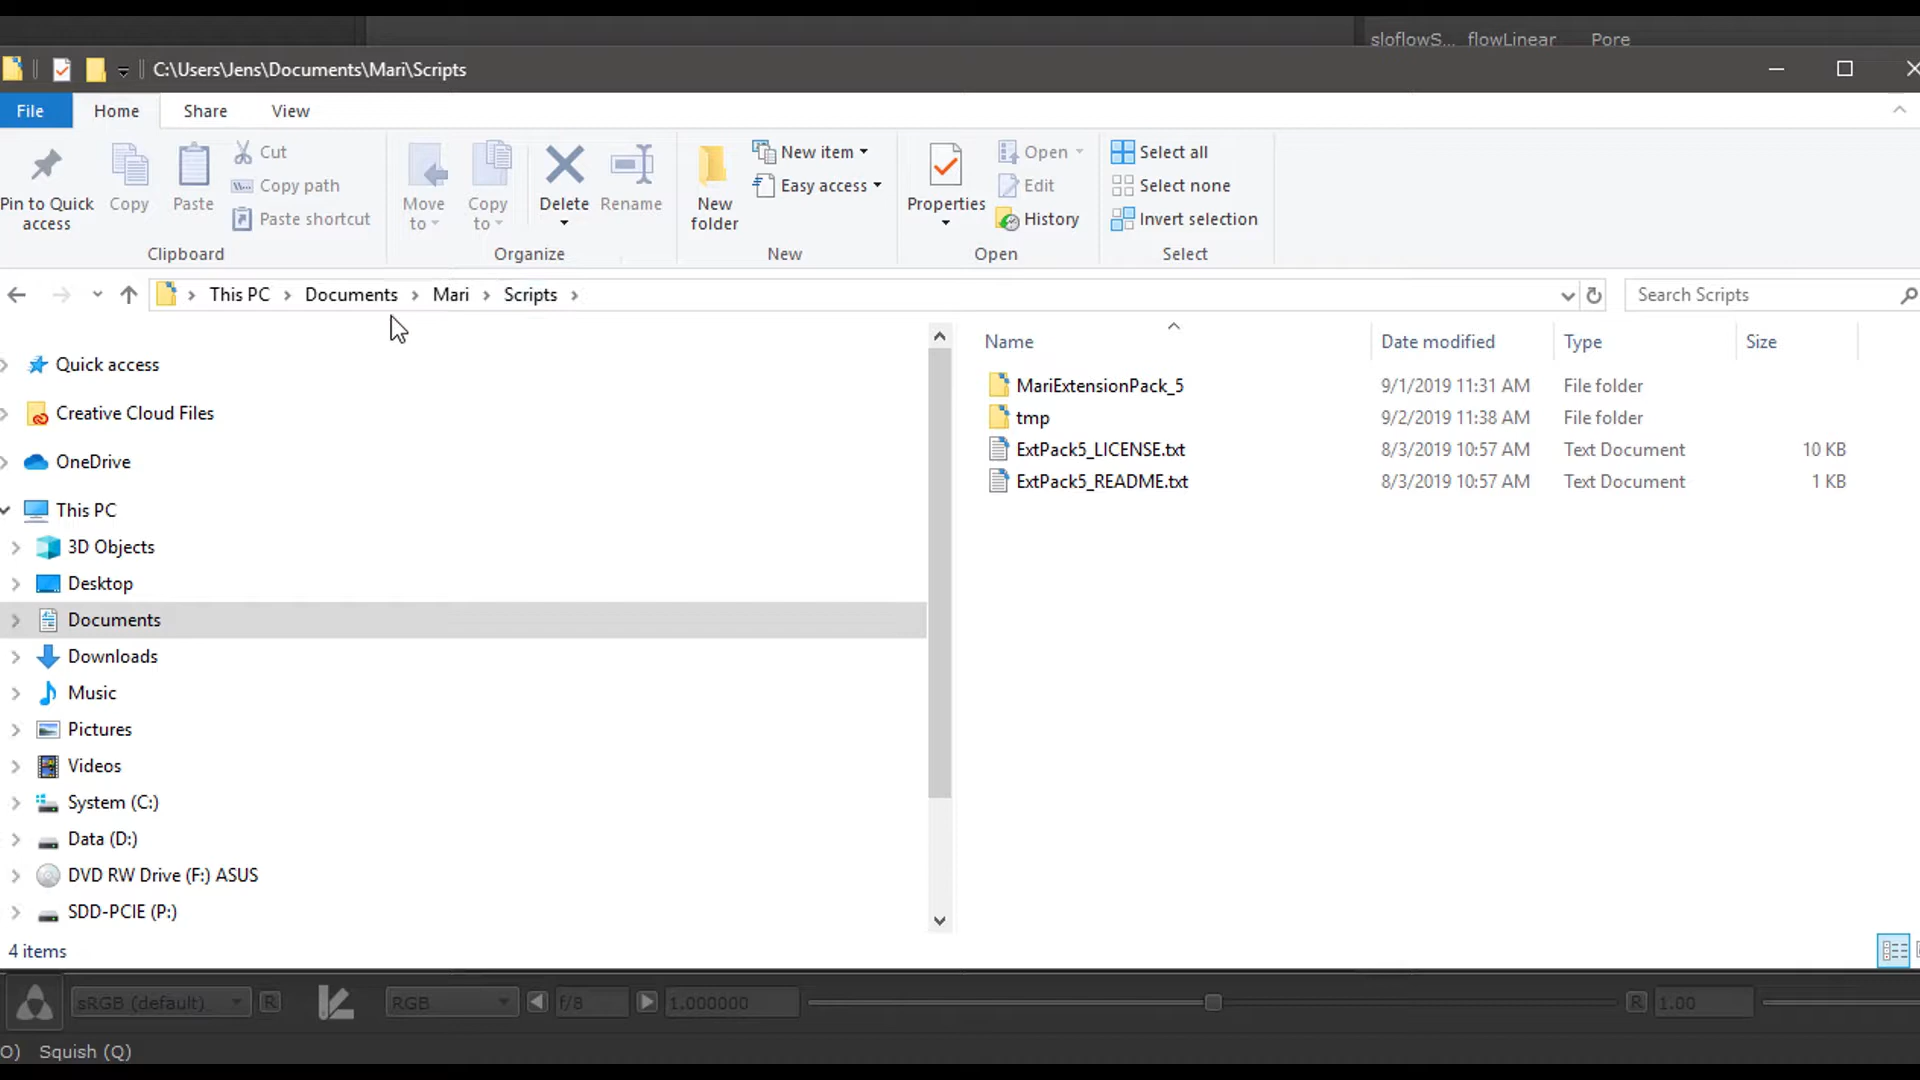 sloflowS... flowLinear Pore
C:\Users\Jens\Documents\Mari\Scripts
File Home Share View
Pin to Quick access
Copy
Paste
Cut
Copy path
Paste shortcut
Clipboard
Move to
Copy to
Delete
Rename
Organize
New folder
New item
Easy access
New
Properties
Open
Edit
History
Open
Select all
Select none
Invert selection
Select
This PC Documents Mari Scripts
Search Scripts
Quick access
Creative Cloud Files
OneDrive
This PC
3D Objects
Desktop
Documents
Downloads
Music
Pictures
Videos
System (C:)
Data (D:)
DVD RW Drive (F:) ASUS
SDD-PCIE (P:)
Name Date modified Type Size
MariExtensionPack_5 9/1/2019 11:31 AM File folder
tmp 9/2/2019 11:38 AM File folder
ExtPack5_LICENSE.txt 8/3/2019 10:57 AM Text Document 10 KB
ExtPack5_README.txt 8/3/2019 10:57 AM Text Document 1 KB
4 items
sRGB (default) R RGB f/8 1.000000 R 1.00
O) Squish (Q)